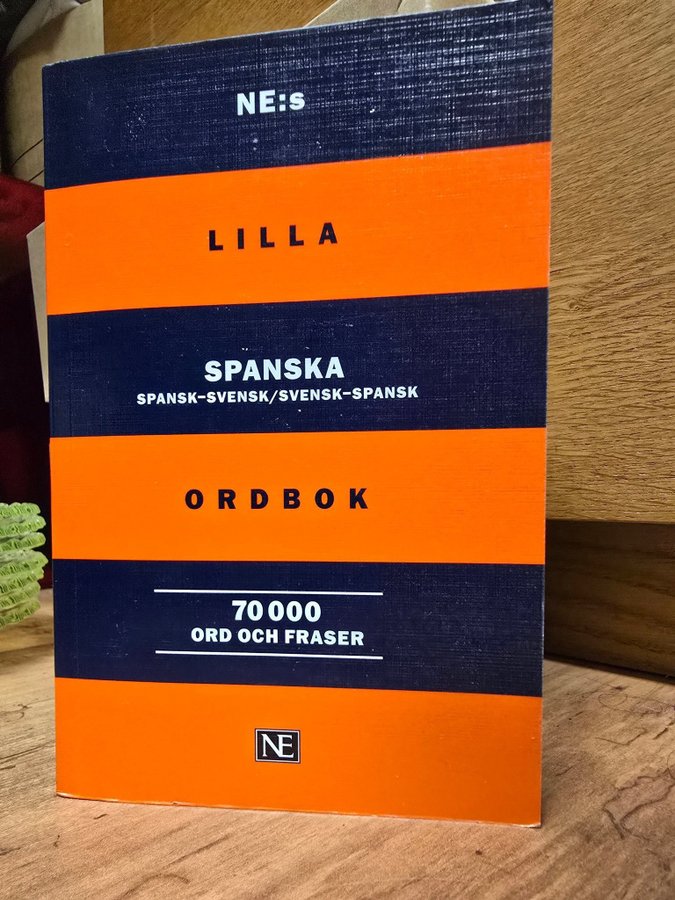 NE:s
LILLA
SPANSKA
SPANSK–SVENSK/SVENSK–SPANSK
ORDBOK
70 000
ORD OCH FRASER
NE